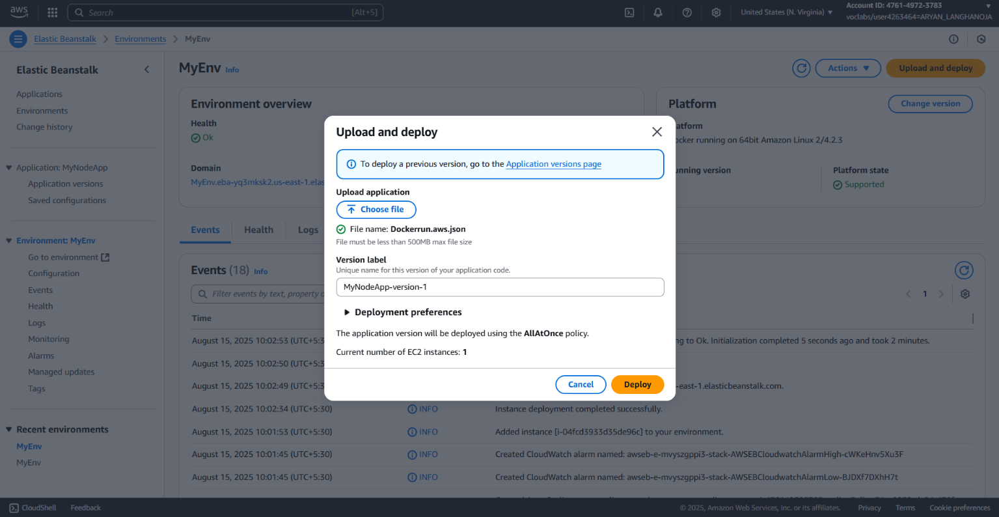 aws
Search
[Alt+S]
United States (N. Virginia)
Account ID: 4761-4972-3783
voclabs/user4263464=ARYAN_LANGHANOJA
Elastic Beanstalk
Environments
MyEnv
Elastic Beanstalk
Applications
Environments
Change history
Application: MyNodeApp
Application versions
Saved configurations
Environment: MyEnv
Go to environment
Configuration
Events
Health
Logs
Monitoring
Alarms
Managed updates
Tags
Recent environments
MyEnv
MyEnv
MyEnv Info
Actions
Upload and deploy
Environment overview
Health
Ok
Domain
MyEnv.eba-yq3mksk2.us-east-1.elas
Platform
Change version
atform
ocker running on 64bit Amazon Linux 2/4.2.3
unning version
Platform state
Supported
Events
Health
Logs
Events (18) Info
Filter events by text, property o
1
Time
August 15, 2025 10:02:53 (UTC+5:3
ng to Ok. Initialization completed 5 seconds ago and took 2 minutes.
August 15, 2025 10:02:50 (UTC+5:3
August 15, 2025 10:02:49 (UTC+5:3
-east-1.elasticbeanstalk.com.
August 15, 2025 10:02:34 (UTC+5:30)
INFO
Instance deployment completed successfully.
August 15, 2025 10:01:53 (UTC+5:30)
INFO
Added instance [i-04fcd3933d35de96c] to your environment.
August 15, 2025 10:01:45 (UTC+5:30)
INFO
Created CloudWatch alarm named: awseb-e-mvyszgppi3-stack-AWSEBCloudwatchAlarmHigh-cWKeHnv5Xu3F
August 15, 2025 10:01:45 (UTC+5:30)
INFO
Created CloudWatch alarm named: awseb-e-mvyszgppi3-stack-AWSEBCloudwatchAlarmLow-BJDXf7DXhH7t
Upload and deploy
To deploy a previous version, go to the Application versions page
Upload application
Choose file
File name: Dockerrun.aws.json
File must be less than 500MB max file size
Version label
Unique name for this version of your application code.
MyNodeApp-version-1
Deployment preferences
The application version will be deployed using the AllAtOnce policy.
Current number of EC2 instances: 1
Cancel
Deploy
CloudShell
Feedback
© 2025, Amazon Web Services, Inc. or its affiliates.
Privacy
Terms
Cookie preferences